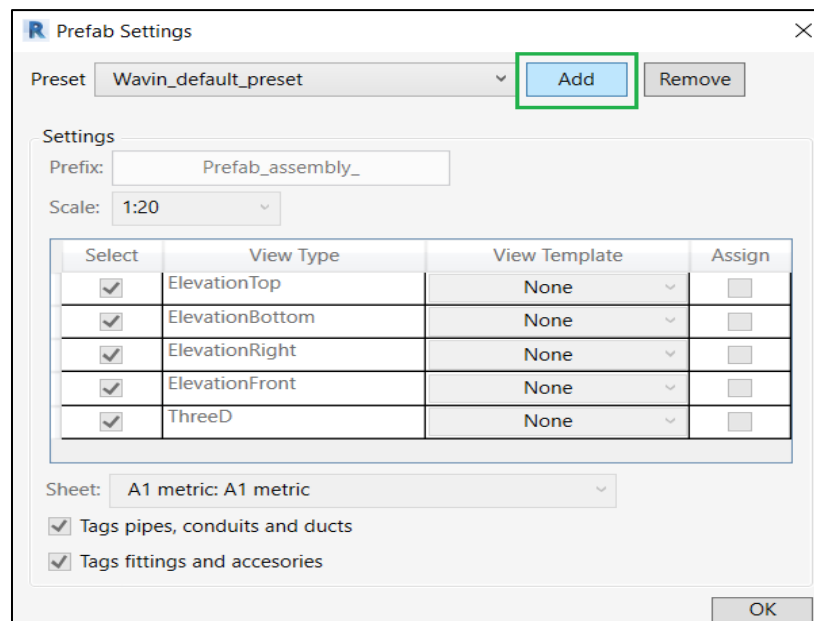 R Prefab Settings
Preset Wavin_default_preset Add Remove
Settings
Prefix: Prefab_assembly_
Scale: 1:20
Select View Type View Template Assign
ElevationTop None
ElevationBottom None
ElevationRight None
ElevationFront None
ThreeD None
Sheet: A1 metric: A1 metric
Tags pipes, conduits and ducts
Tags fittings and accesories
OK